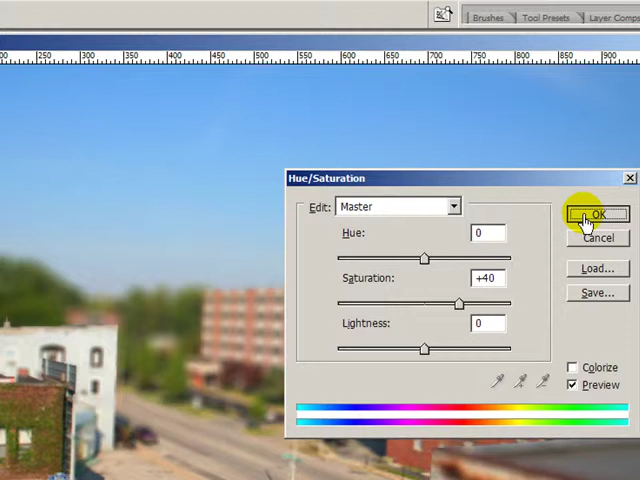 Brushes Tool Presets Layer Comps
250 300 350 400 450 500 550 600 650 700 750 800 850 900
Hue/Saturation
Edit: Master
OK
Hue: 0
Cancel
Saturation: +40
Load...
Save...
Lightness: 0
Colorize
Preview